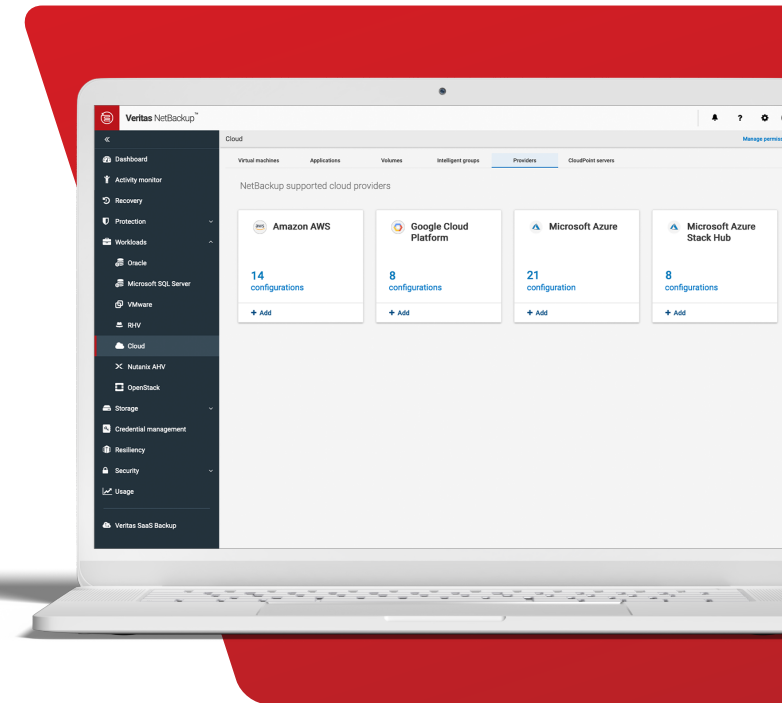 Veritas NetBackup™
?
Cloud
Manage permis
Dashboard
Activity monitor
Recovery
Protection
Workloads
Oracle
Microsoft SQL Server
VMware
RHV
Cloud
Nutanix AHV
OpenStack
Storage
Credential management
Resiliency
Security
Usage
Veritas SaaS Backup
Virtual machines Applications Volumes Intelligent groups Providers CloudPoint servers
NetBackup supported cloud providers
aws Amazon AWS
14
configurations
+ Add
Google Cloud
Platform
8
configurations
+ Add
Microsoft Azure
21
configuration
+ Add
Microsoft Azure
Stack Hub
8
configurations
+ Add